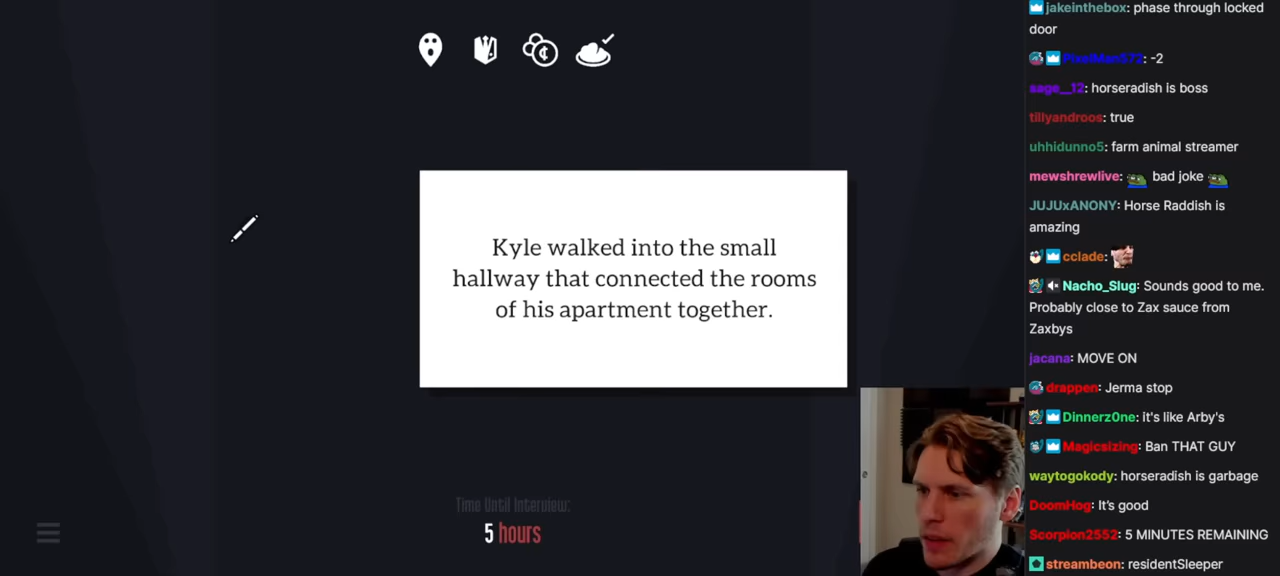 Kyle walked into the small
hallway that connected the rooms
of his apartment together.
Time Until Interview:
5 hours
jakeinthebox: phase through locked
door
PixelMan572: -2
sage__12: horseradish is boss
tillyandroos: true
uhhidunno5: farm animal streamer
mewshrewlive: bad joke
JUJUxANONY: Horse Raddish is
amazing
cclade:
Nacho_Slug: Sounds good to me.
Probably close to Zax sauce from
Zaxbys
jacana: MOVE ON
drappen: Jerma stop
Dinnerz0ne: it's like Arby's
Magicsizing: Ban THAT GUY
waytogokody: horseradish is garbage
DoomHog: It's good
Scorpion2552: 5 MINUTES REMAINING
streambeon: residentSleeper